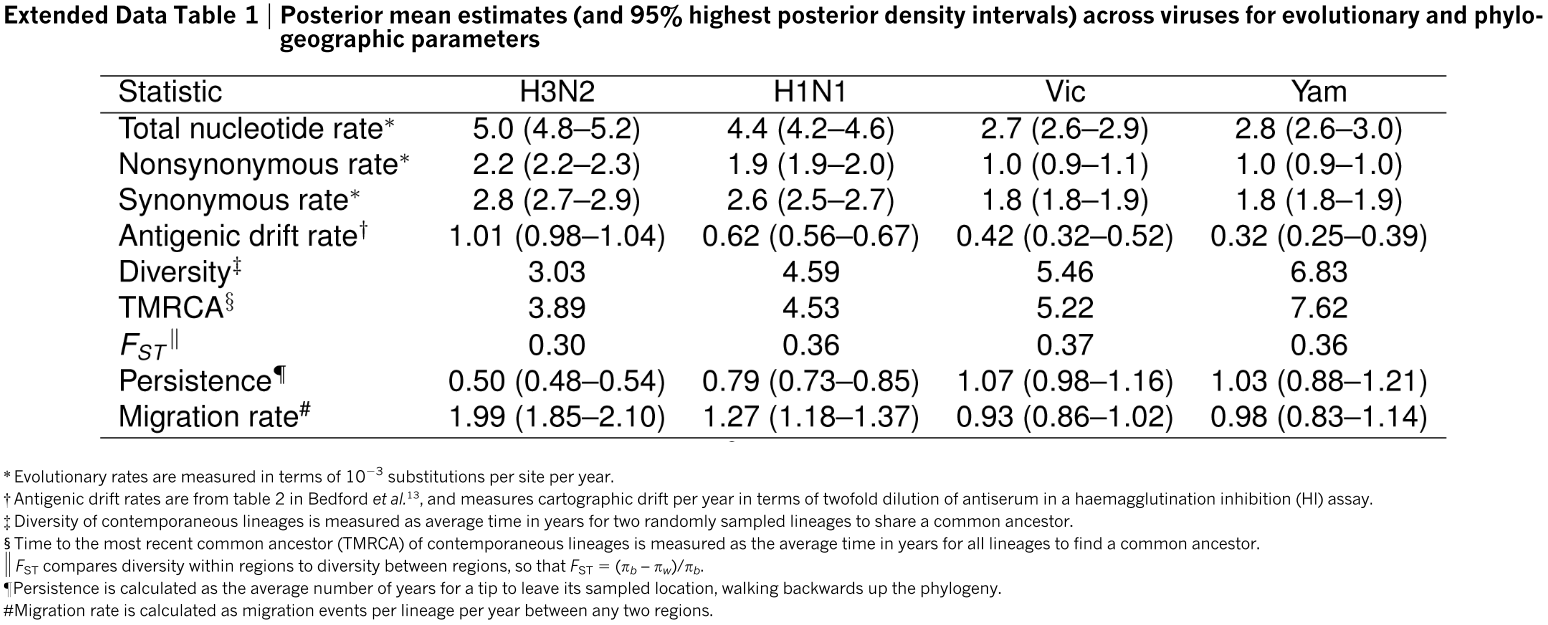 Extended Data Table 1 | Posterior mean estimates (and 95% highest posterior density intervals) across viruses for evolutionary and phylo-
geographic parameters
Statistic H3N2 H1N1 Vic Yam
Total nucleotide rate* 5.0 (4.8–5.2) 4.4 (4.2–4.6) 2.7 (2.6–2.9) 2.8 (2.6–3.0)
Nonsynonymous rate* 2.2 (2.2–2.3) 1.9 (1.9–2.0) 1.0 (0.9–1.1) 1.0 (0.9–1.0)
Synonymous rate* 2.8 (2.7–2.9) 2.6 (2.5–2.7) 1.8 (1.8–1.9) 1.8 (1.8–1.9)
Antigenic drift rate† 1.01 (0.98–1.04) 0.62 (0.56–0.67) 0.42 (0.32–0.52) 0.32 (0.25–0.39)
Diversity‡ 3.03 4.59 5.46 6.83
TMRCA§ 3.89 4.53 5.22 7.62
FST‖ 0.30 0.36 0.37 0.36
Persistence¶ 0.50 (0.48–0.54) 0.79 (0.73–0.85) 1.07 (0.98–1.16) 1.03 (0.88–1.21)
Migration rate# 1.99 (1.85–2.10) 1.27 (1.18–1.37) 0.93 (0.86–1.02) 0.98 (0.83–1.14)
* Evolutionary rates are measured in terms of 10⁻³ substitutions per site per year.
† Antigenic drift rates are from table 2 in Bedford et al.¹³, and measures cartographic drift per year in terms of twofold dilution of antiserum in a haemagglutination inhibition (HI) assay.
‡ Diversity of contemporaneous lineages is measured as average time in years for two randomly sampled lineages to share a common ancestor.
§ Time to the most recent common ancestor (TMRCA) of contemporaneous lineages is measured as the average time in years for all lineages to find a common ancestor.
‖ FST compares diversity within regions to diversity between regions, so that FST = (πb – πw)/πb.
¶Persistence is calculated as the average number of years for a tip to leave its sampled location, walking backwards up the phylogeny.
#Migration rate is calculated as migration events per lineage per year between any two regions.